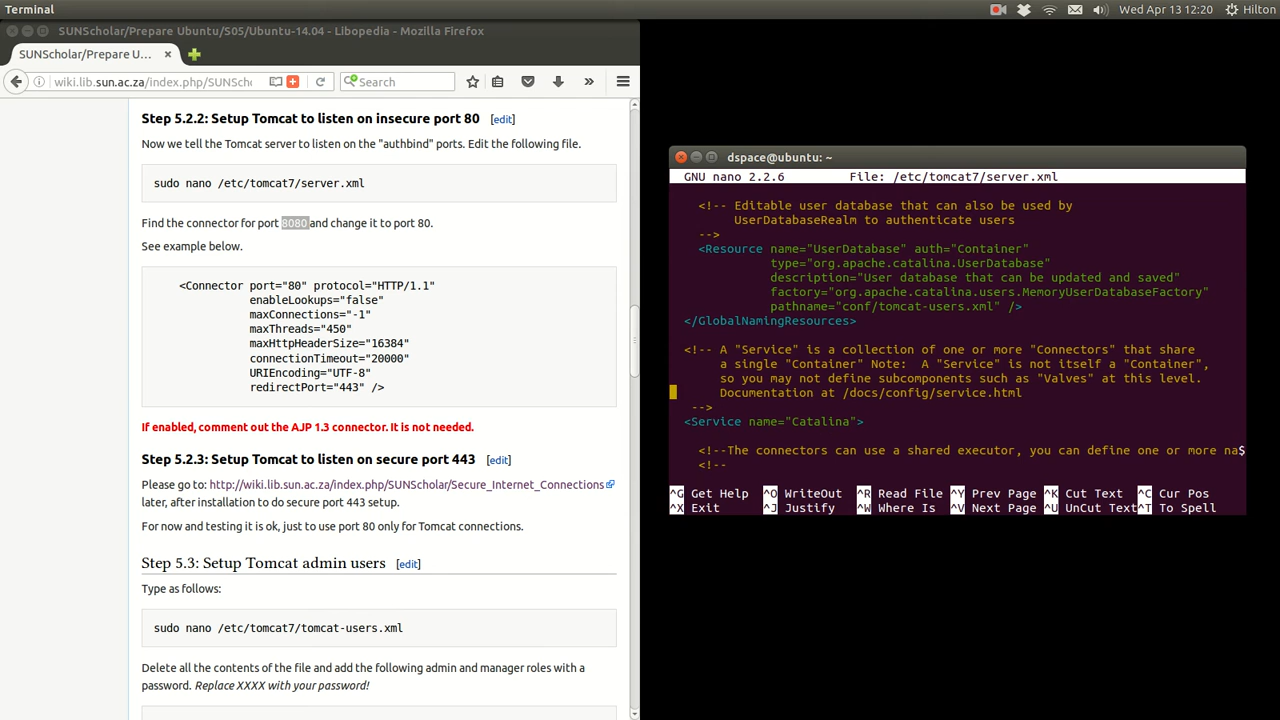 Terminal
Wed Apr 13 12:20
Hilton
SUNScholar/Prepare Ubuntu/S05/Ubuntu-14.04 - Libopedia - Mozilla Firefox
SUNScholar/Prepare U...
wiki.lib.sun.ac.za/index.php/SUNScho
Search
Step 5.2.2: Setup Tomcat to listen on insecure port 80 [edit]
Now we tell the Tomcat server to listen on the "authbind" ports. Edit the following file.
sudo nano /etc/tomcat7/server.xml
Find the connector for port 8080 and change it to port 80.
See example below.
<Connector port="80" protocol="HTTP/1.1"
enableLookups="false"
maxConnections="-1"
maxThreads="450"
maxHttpHeaderSize="16384"
connectionTimeout="20000"
URIEncoding="UTF-8"
redirectPort="443" />
If enabled, comment out the AJP 1.3 connector. It is not needed.
Step 5.2.3: Setup Tomcat to listen on secure port 443 [edit]
Please go to: http://wiki.lib.sun.ac.za/index.php/SUNScholar/Secure_Internet_Connections
later, after installation to do secure port 443 setup.
For now and testing it is ok, just to use port 80 only for Tomcat connections.
Step 5.3: Setup Tomcat admin users [edit]
Type as follows:
sudo nano /etc/tomcat7/tomcat-users.xml
Delete all the contents of the file and add the following admin and manager roles with a
password. Replace XXXX with your password!
dspace@ubuntu: ~
GNU nano 2.2.6 File: /etc/tomcat7/server.xml
<!-- Editable user database that can also be used by
UserDatabaseRealm to authenticate users
-->
<Resource name="UserDatabase" auth="Container"
type="org.apache.catalina.UserDatabase"
description="User database that can be updated and saved"
factory="org.apache.catalina.users.MemoryUserDatabaseFactory"
pathname="conf/tomcat-users.xml" />
</GlobalNamingResources>
<!-- A "Service" is a collection of one or more "Connectors" that share
a single "Container" Note:  A "Service" is not itself a "Container",
so you may not define subcomponents such as "Valves" at this level.
Documentation at /docs/config/service.html
-->
<Service name="Catalina">
<!--The connectors can use a shared executor, you can define one or more na$
<!--
^G Get Help ^O WriteOut ^R Read File ^Y Prev Page ^K Cut Text ^C Cur Pos
^X Exit ^J Justify ^W Where Is ^V Next Page ^U UnCut Text ^T To Spell